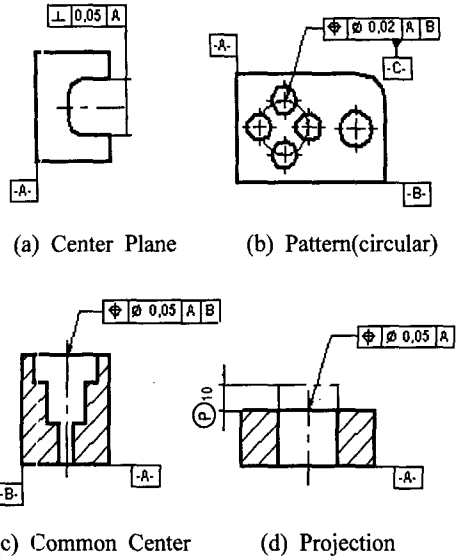 ⊥ 0,05 A
-A-
(a) Center Plane
⌖ Ø 0,02 A B
-A-
-C-
-B-
(b) Pattern(circular)
⌖ Ø 0,05 A B
-A-
-B-
c) Common Center
⌖ Ø 0,05 A
P 10
-A-
(d) Projection